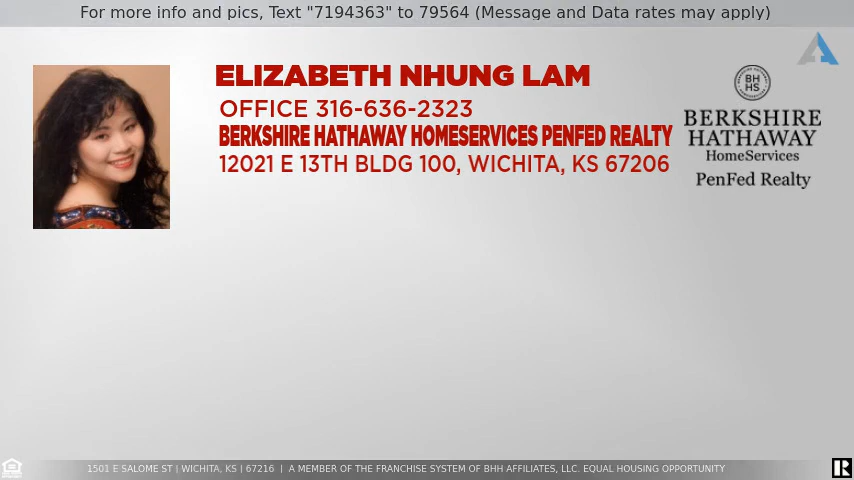 For more info and pics, Text "7194363" to 79564 (Message and Data rates may apply)
ELIZABETH NHUNG LAM
OFFICE 316-636-2323
BERKSHIRE HATHAWAY HOMESERVICES PENFED REALTY
12021 E 13TH BLDG 100, WICHITA, KS 67206
BH
HS
BERKSHIRE
HATHAWAY
HomeServices
PenFed Realty
1501 E SALOME ST | WICHITA, KS | 67216 | A MEMBER OF THE FRANCHISE SYSTEM OF BHH AFFILIATES, LLC. EQUAL HOUSING OPPORTUNITY